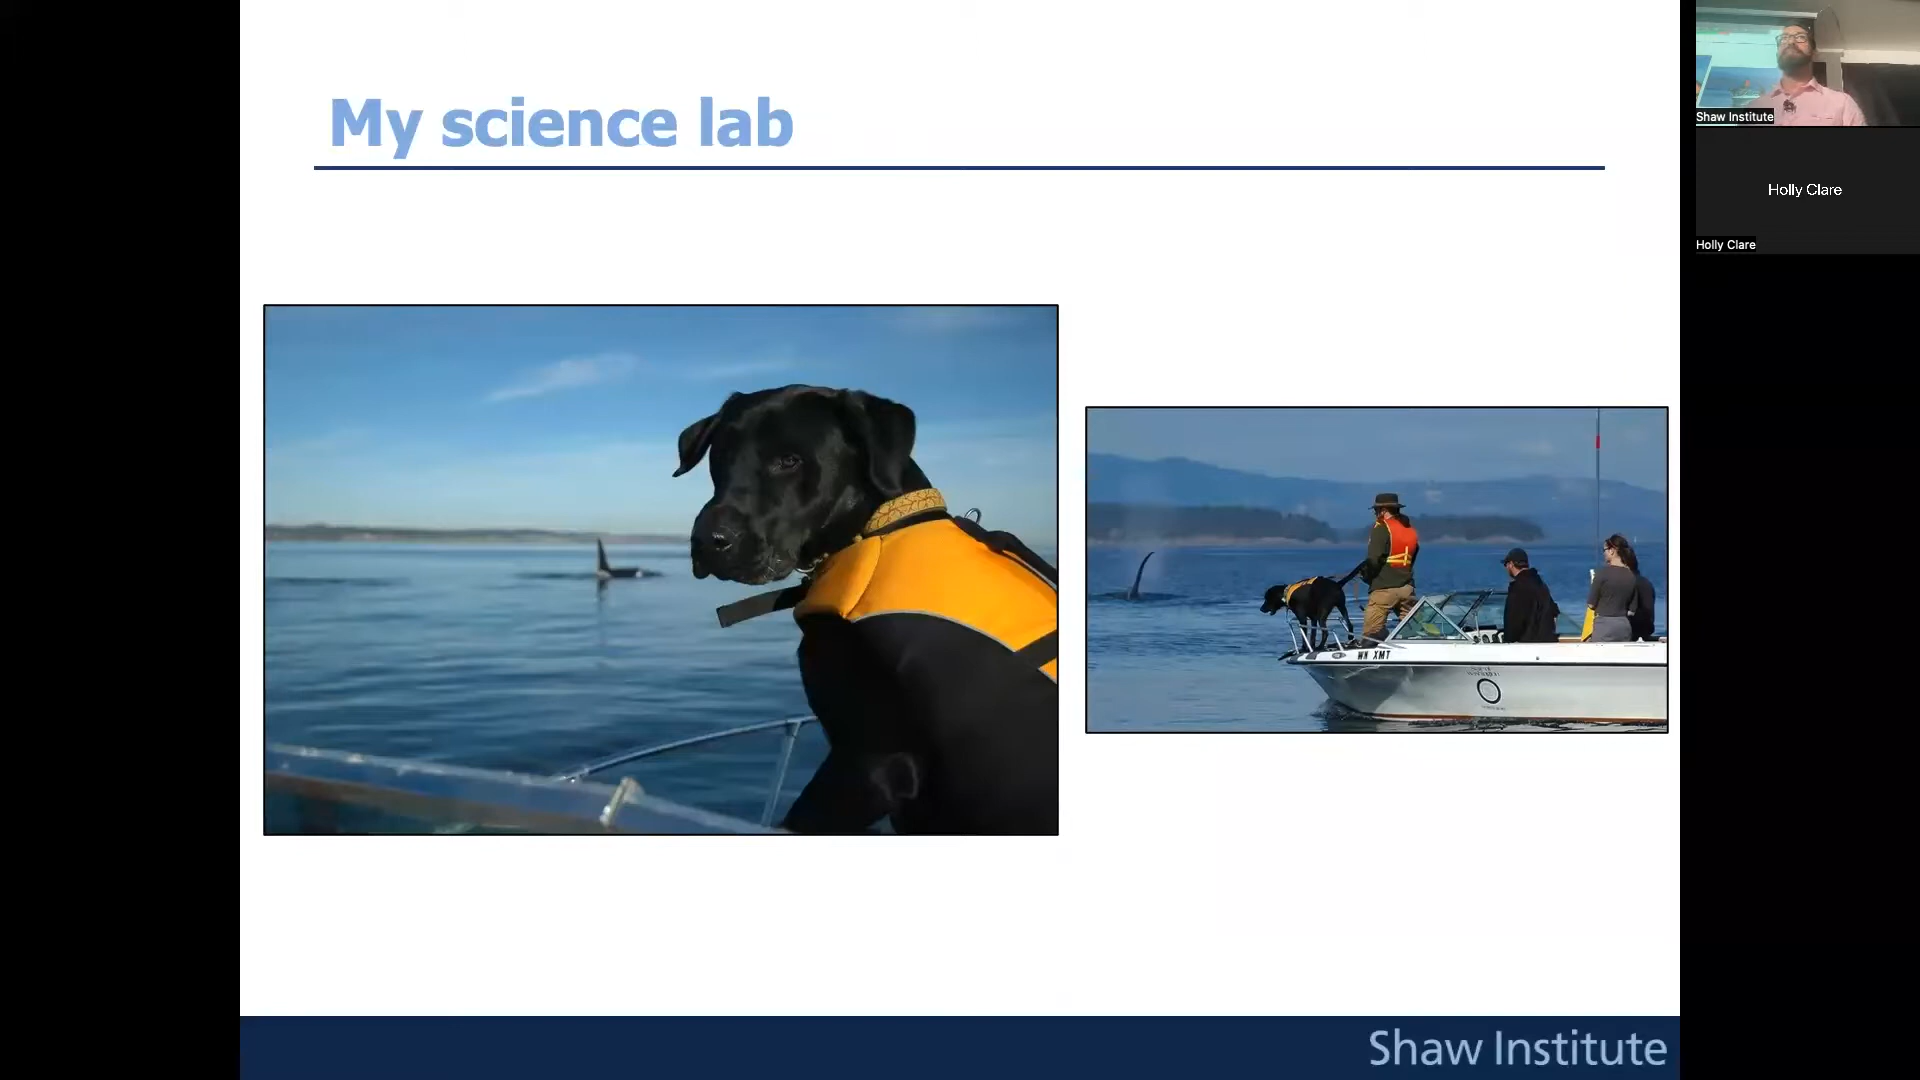 My science lab
WN XMT
Shaw Institute
Shaw Institute
Holly Clare
Holly Clare